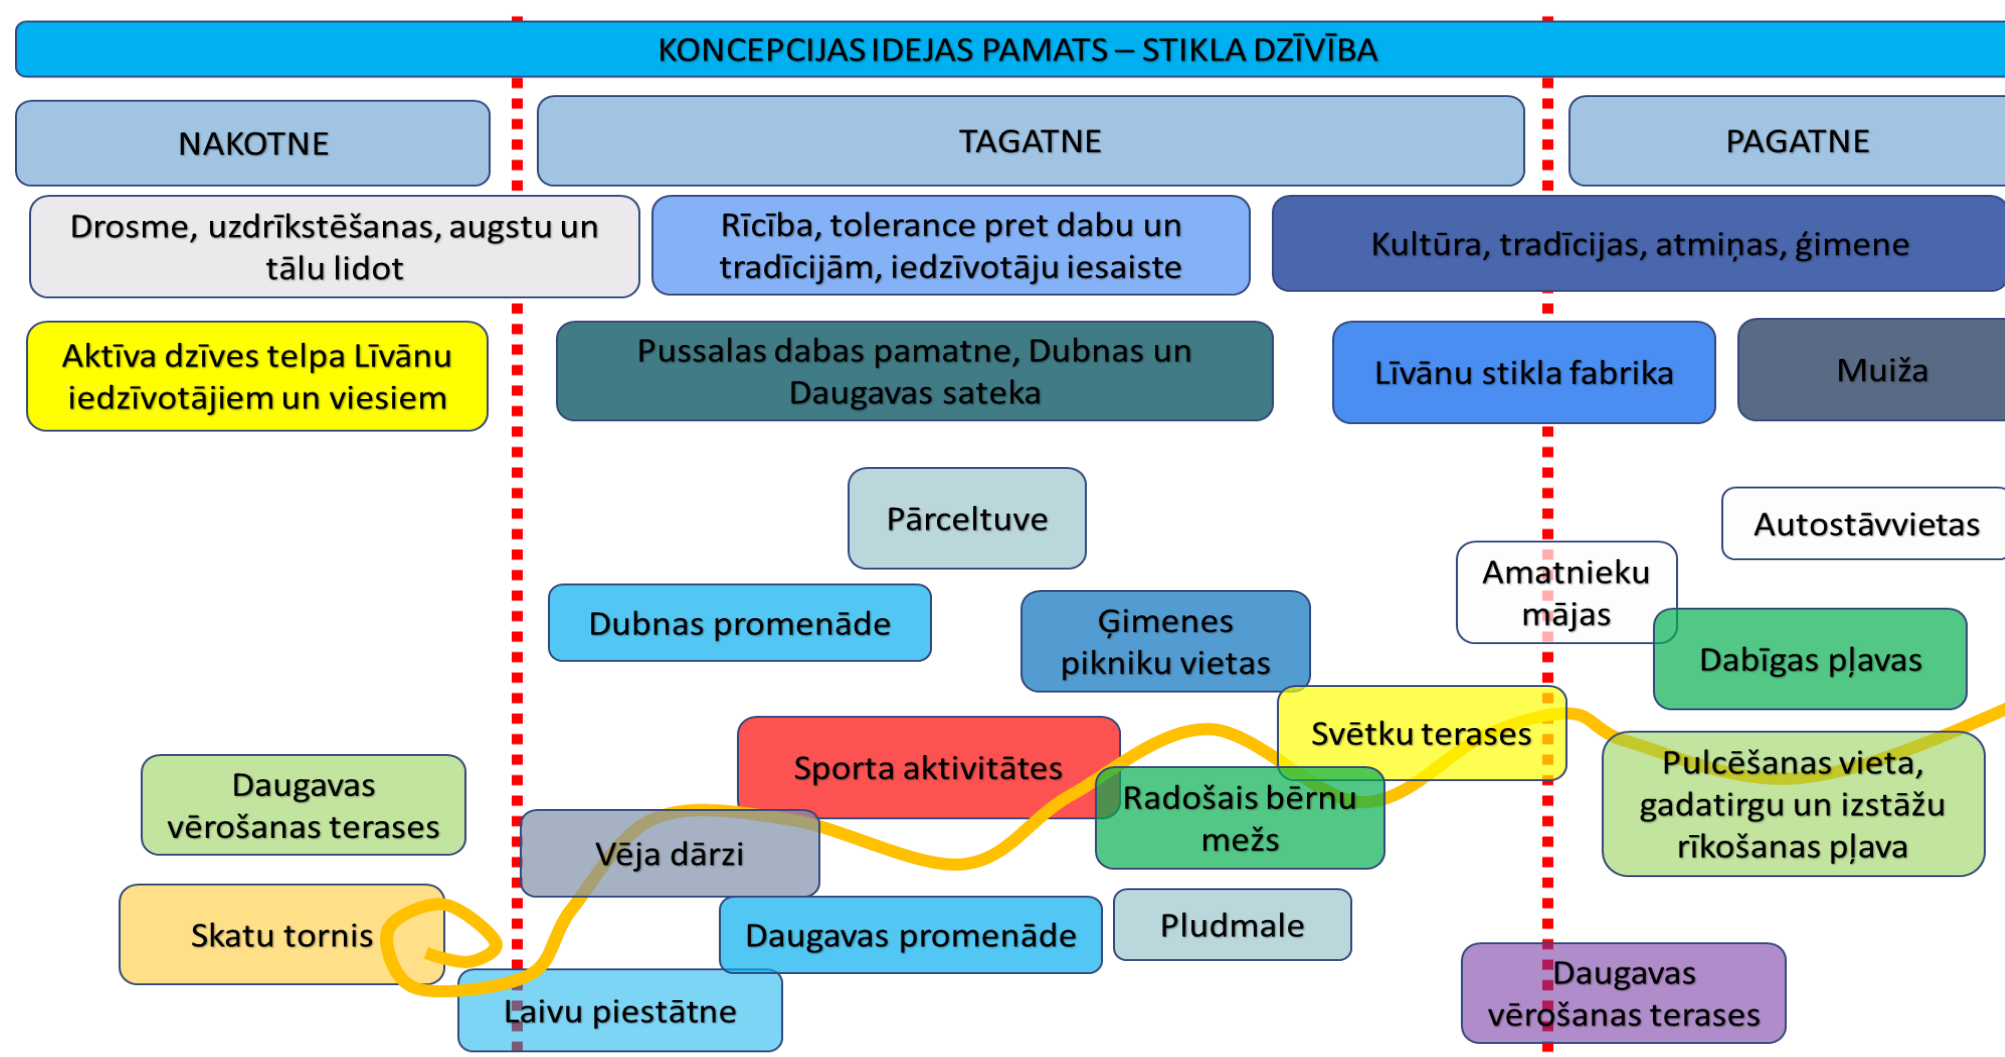 KONCEPCIJAS IDEJAS PAMATS – STIKLA DZĪVĪBA
NAKOTNE
TAGATNE
PAGATNE
Drosme, uzdrīkstēšanas, augstu un
tālu lidot
Rīcība, tolerance pret dabu un
tradīcijām, iedzīvotāju iesaiste
Kultūra, tradīcijas, atmiņas, ģimene
Aktīva dzīves telpa Līvānu
iedzīvotājiem un viesiem
Pussalas dabas pamatne, Dubnas un
Daugavas sateka
Līvānu stikla fabrika
Muiža
Pārceltuve
Autostāvvietas
Amatnieku
mājas
Dubnas promenāde
Ģimenes
pikniku vietas
Dabīgas pļavas
Svētku terases
Sporta aktivitātes
Daugavas
vērošanas terases
Radošais bērnu
mežs
Pulcēšanas vieta,
gadatirgu un izstāžu
rīkošanas pļava
Vēja dārzi
Skatu tornis
Daugavas promenāde
Pludmale
Laivu piestātne
Daugavas
vērošanas terases